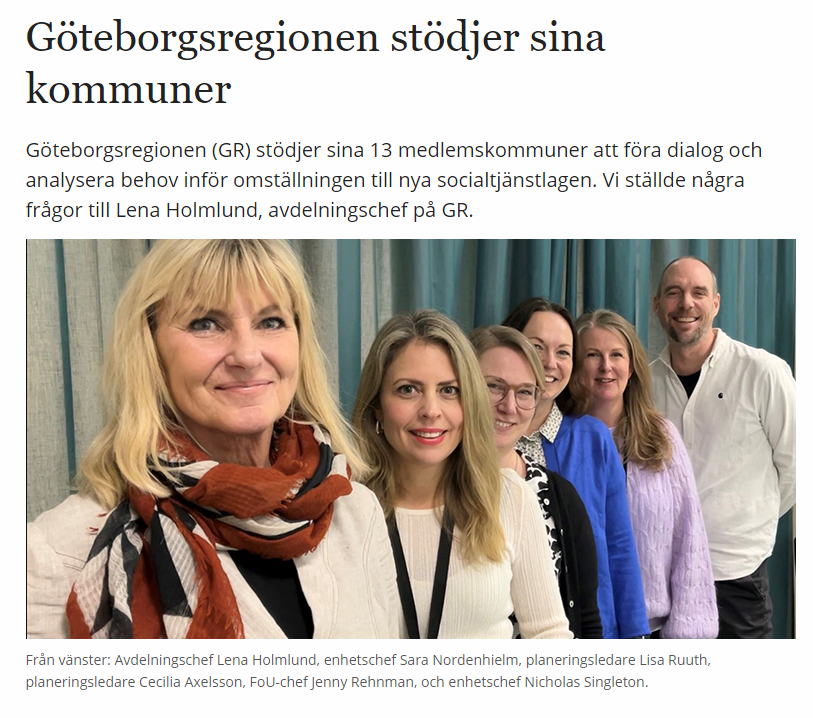 Göteborgsregionen stödjer sina
kommuner
Göteborgsregionen (GR) stödjer sina 13 medlemskommuner att föra dialog och
analysera behov inför omställningen till nya socialtjänstlagen. Vi ställde några
frågor till Lena Holmlund, avdelningschef på GR.
Från vänster: Avdelningschef Lena Holmlund, enhetschef Sara Nordenhielm, planeringsledare Lisa Ruuth,
planeringsledare Cecilia Axelsson, FoU-chef Jenny Rehnman, och enhetschef Nicholas Singleton.